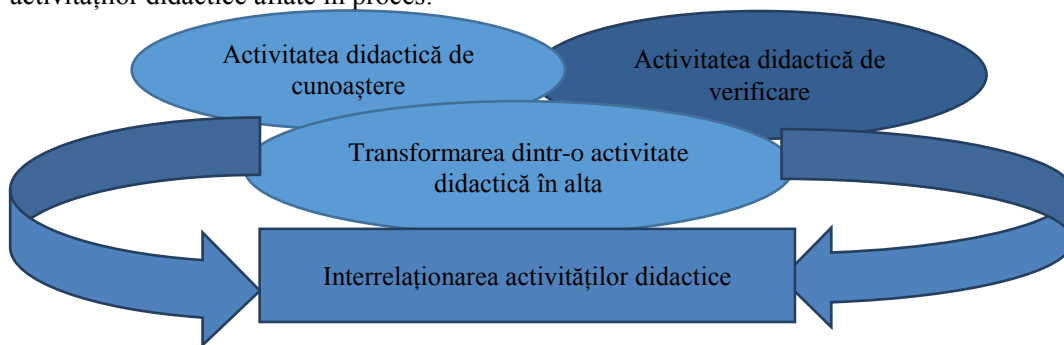 activităților didactice aflate în proces.
Activitatea didactică de
cunoaștere
Activitatea didactică de
verificare
Transformarea dintr-o activitate
didactică în alta
Interrelaționarea activităților didactice